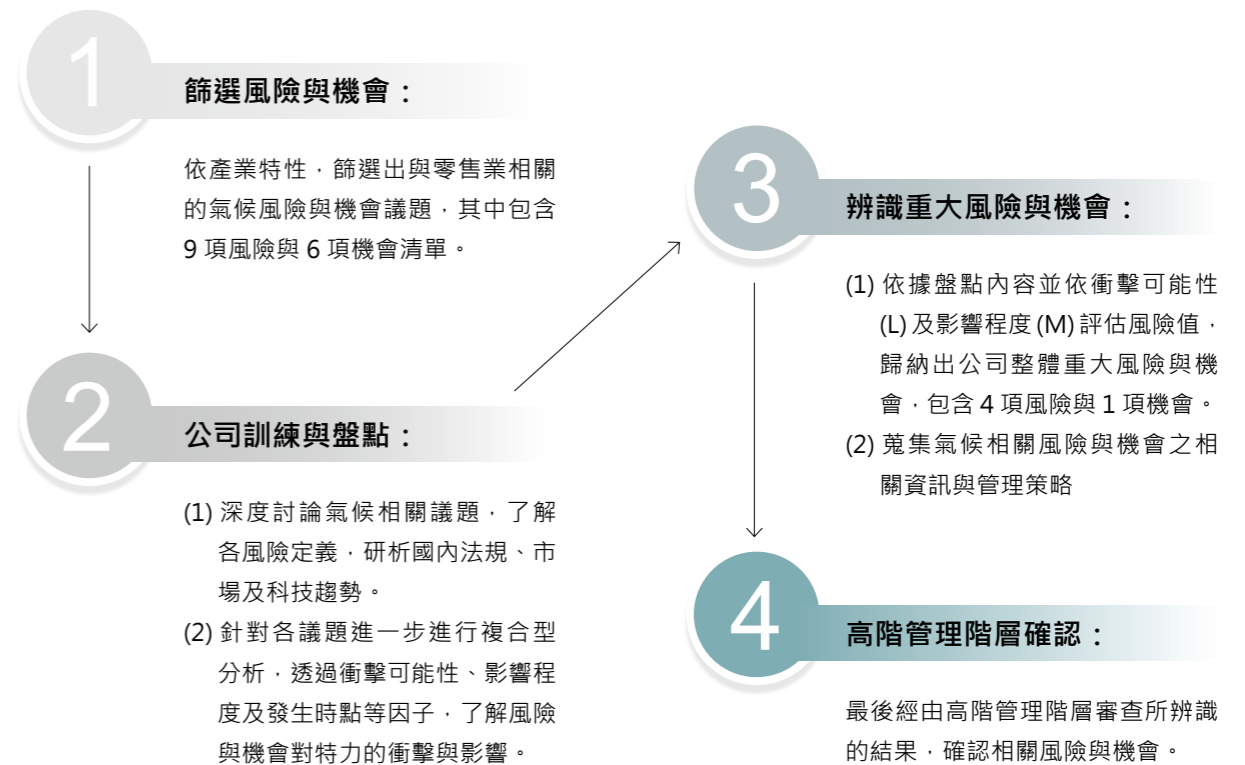 1
篩選風險與機會：
依產業特性，篩選出與零售業相關
的氣候風險與機會議題，其中包含
9 項風險與 6 項機會清單。
2
公司訓練與盤點：
(1) 深度討論氣候相關議題，了解
各風險定義，研析國內法規、市
場及科技趨勢。
(2) 針對各議題進一步進行複合型
分析，透過衝擊可能性、影響程
度及發生時點等因子，了解風險
與機會對特力的衝擊與影響。
3
辨識重大風險與機會：
(1) 依據盤點內容並依衝擊可能性
(L) 及影響程度 (M) 評估風險值，
歸納出公司整體重大風險與機
會，包含 4 項風險與 1 項機會。
(2) 蒐集氣候相關風險與機會之相
關資訊與管理策略
4
高階管理階層確認：
最後經由高階管理階層審查所辨識
的結果，確認相關風險與機會。